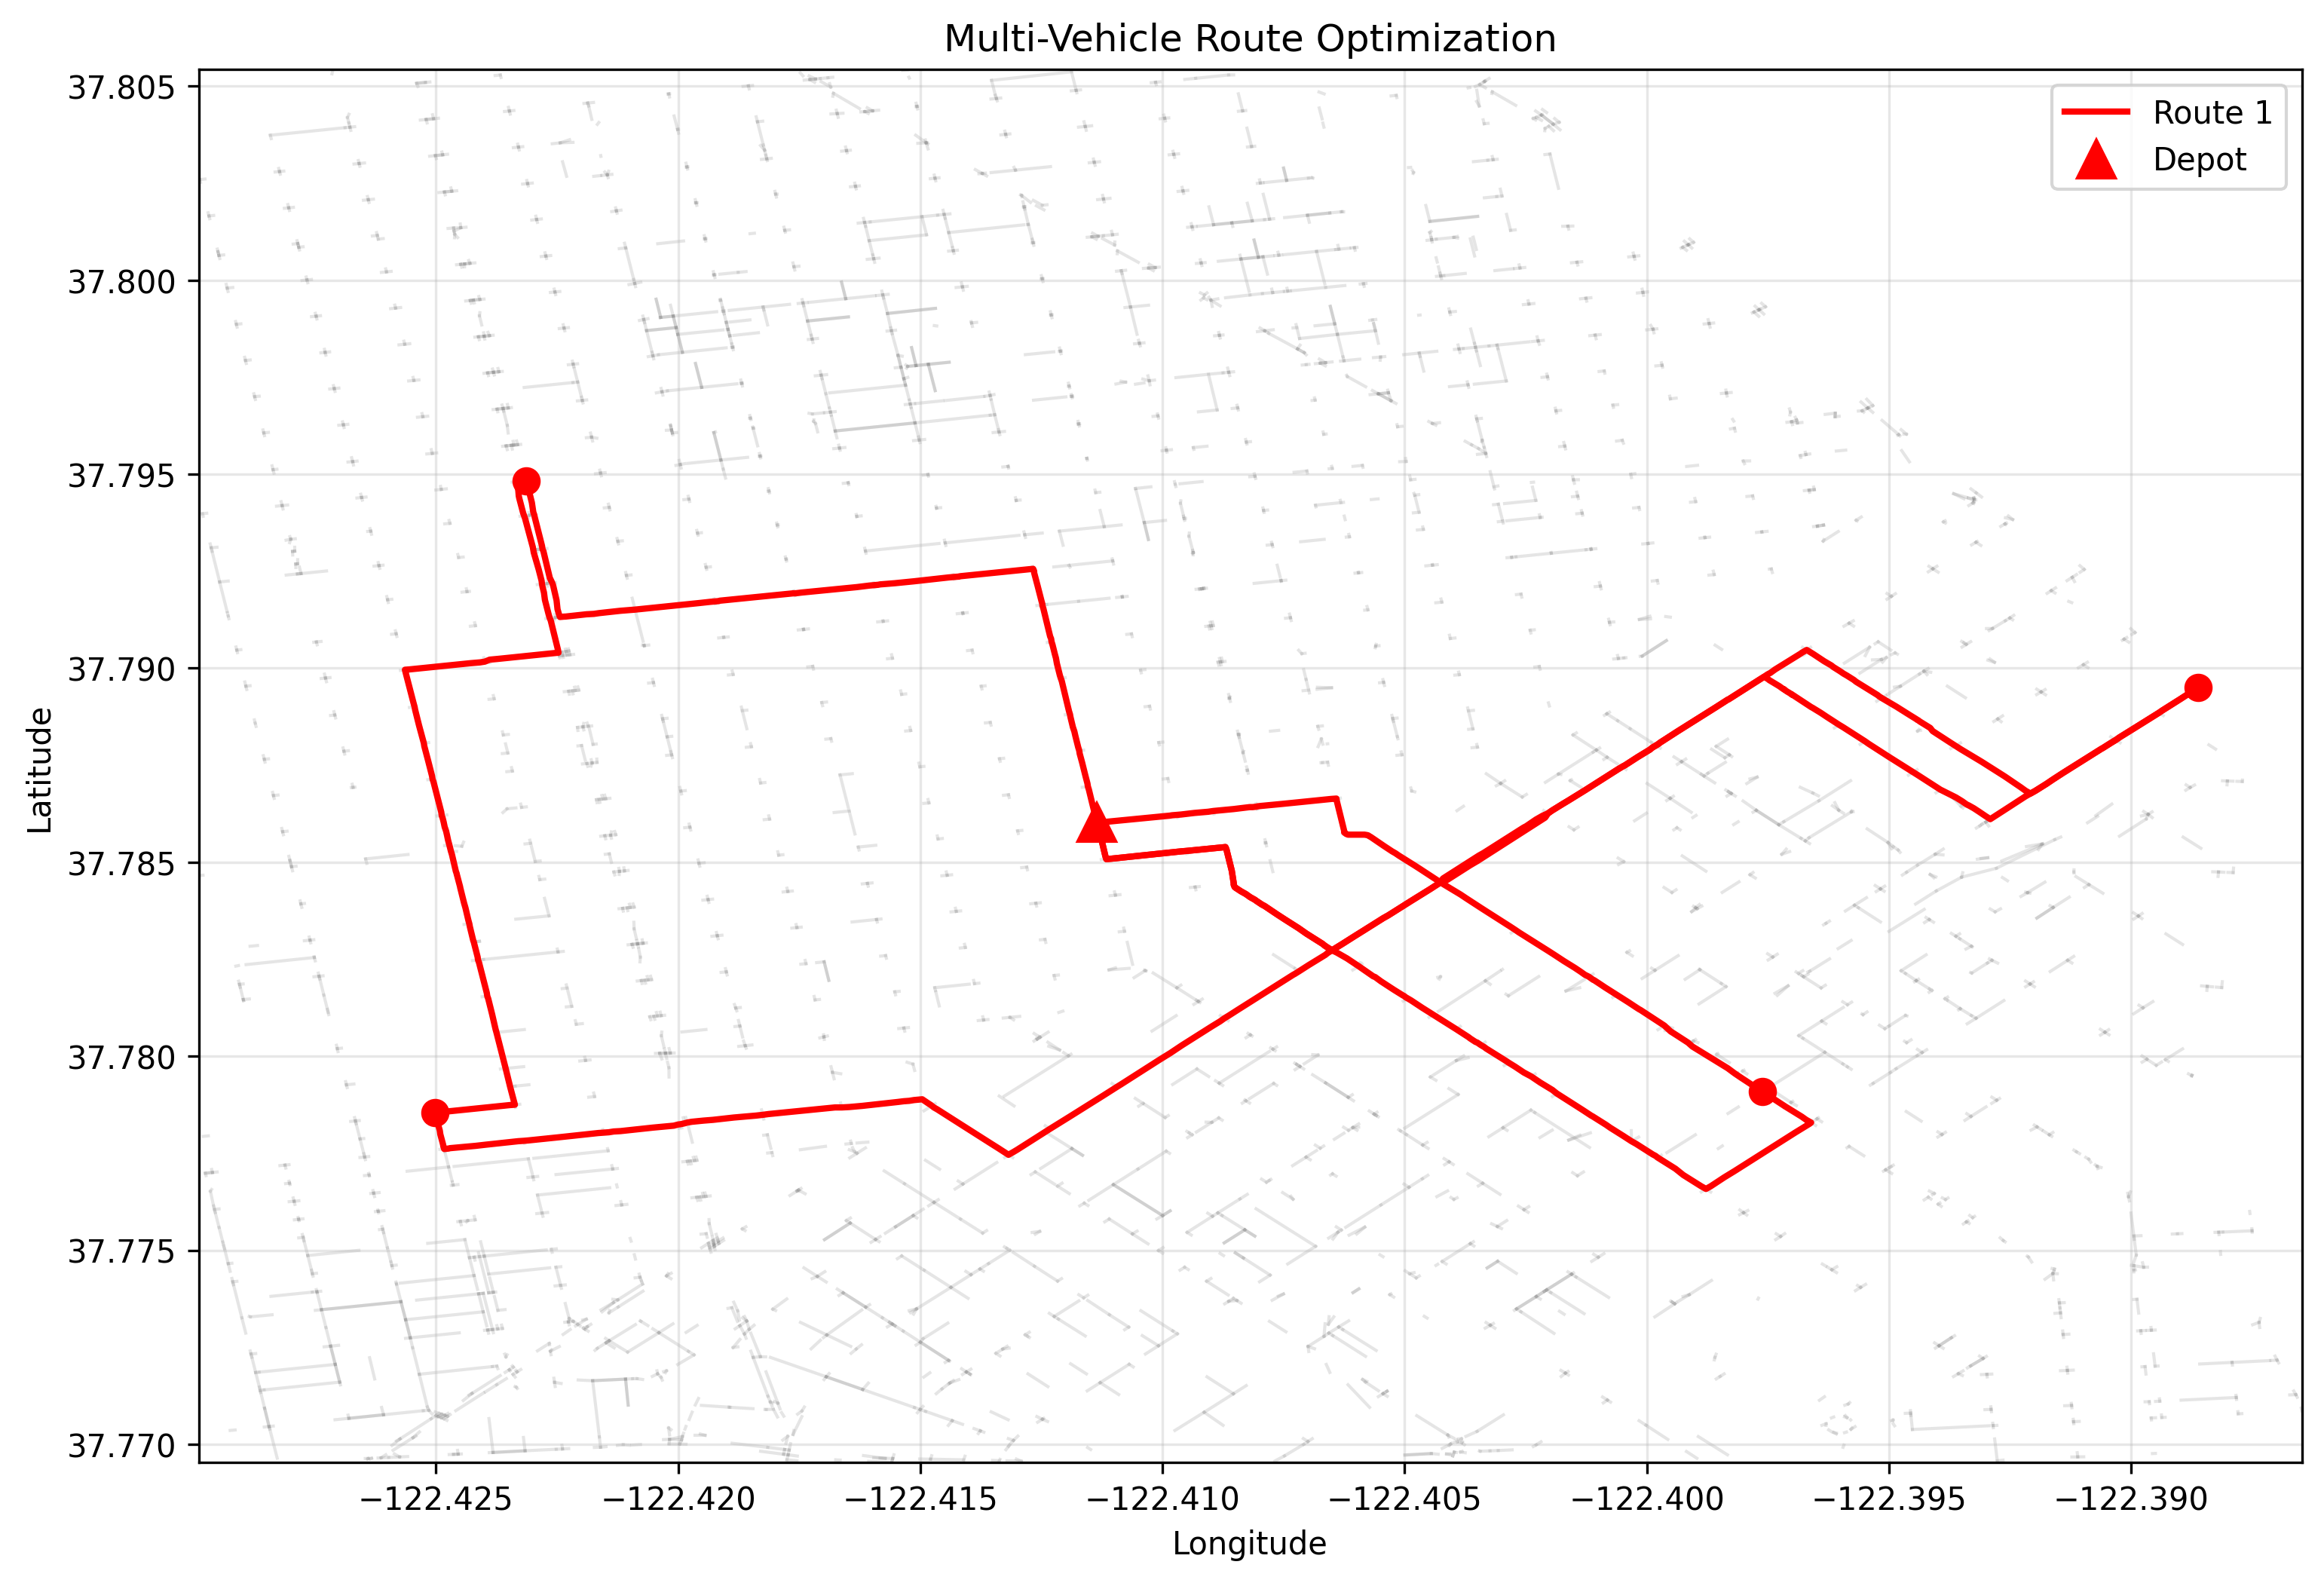 Multi-Vehicle Route Optimization
Route 1
Depot
37.805
37.800
37.795
37.790
37.785
37.780
37.775
37.770
Latitude
−122.425 −122.420 −122.415 −122.410 −122.405 −122.400 −122.395 −122.390
Longitude